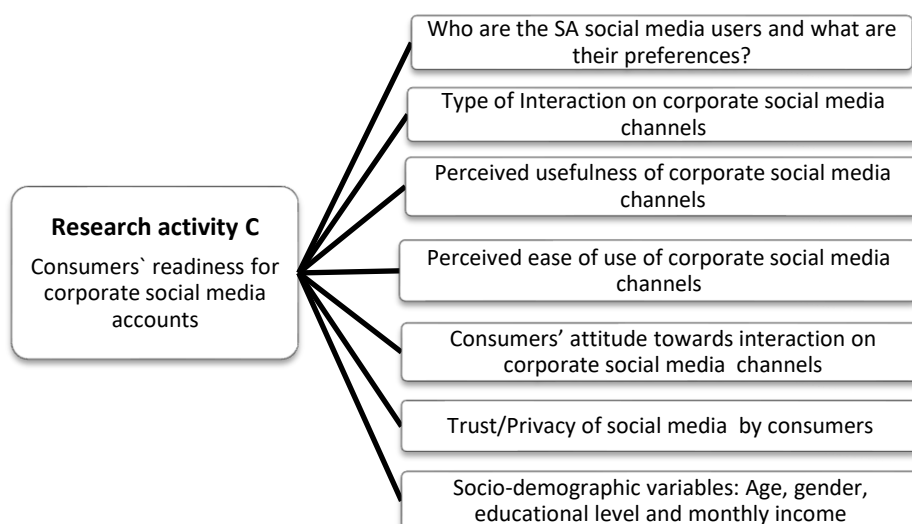 Who are the SA social media users and what are
their preferences?
Type of Interaction on corporate social media
channels
Perceived usefulness of corporate social media
channels
Research activity C
Consumers` readiness for
corporate social media
accounts
Perceived ease of use of corporate social media
channels
Consumers’ attitude towards interaction on
corporate social media channels
Trust/Privacy of social media by consumers
Socio-demographic variables: Age, gender,
educational level and monthly income